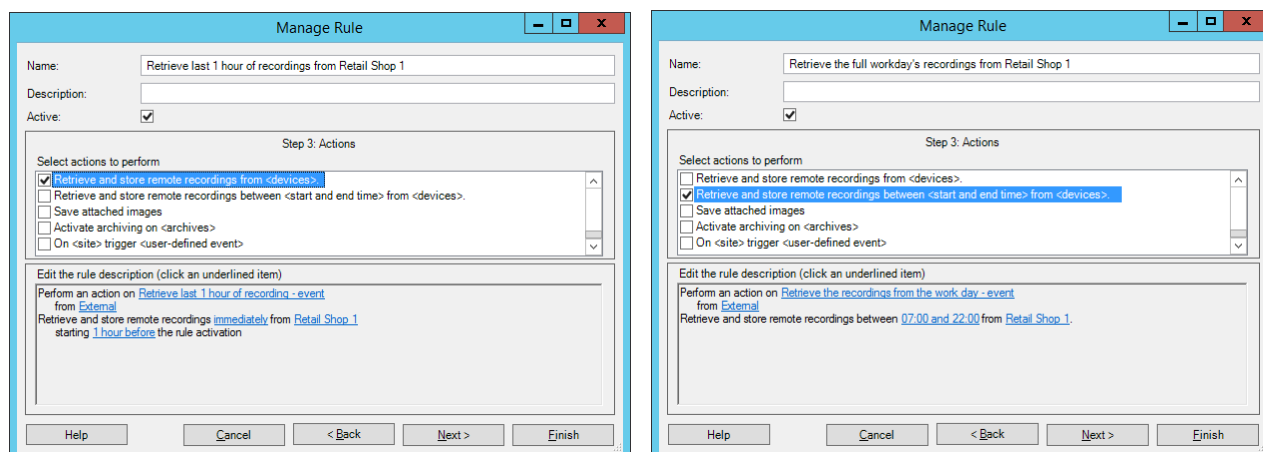 Manage Rule
Name: Retrieve last 1 hour of recordings from Retail Shop 1
Description:
Active:
Step 3: Actions
Select actions to perform
Retrieve and store remote recordings from <devices>.
Retrieve and store remote recordings between <start and end time> from <devices>.
Save attached images
Activate archiving on <archives>
On <site> trigger <user-defined event>
Edit the rule description (click an underlined item)
Perform an action on Retrieve last 1 hour of recording - event
from External
Retrieve and store remote recordings immediately from Retail Shop 1
starting 1 hour before the rule activation
Help Cancel < Back Next > Finish
Manage Rule
Name: Retrieve the full workday's recordings from Retail Shop 1
Description:
Active:
Step 3: Actions
Select actions to perform
Retrieve and store remote recordings from <devices>.
Retrieve and store remote recordings between <start and end time> from <devices>.
Save attached images
Activate archiving on <archives>
On <site> trigger <user-defined event>
Edit the rule description (click an underlined item)
Perform an action on Retrieve the recordings from the work day - event
from External
Retrieve and store remote recordings between 07:00 and 22:00 from Retail Shop 1.
Help Cancel < Back Next > Finish